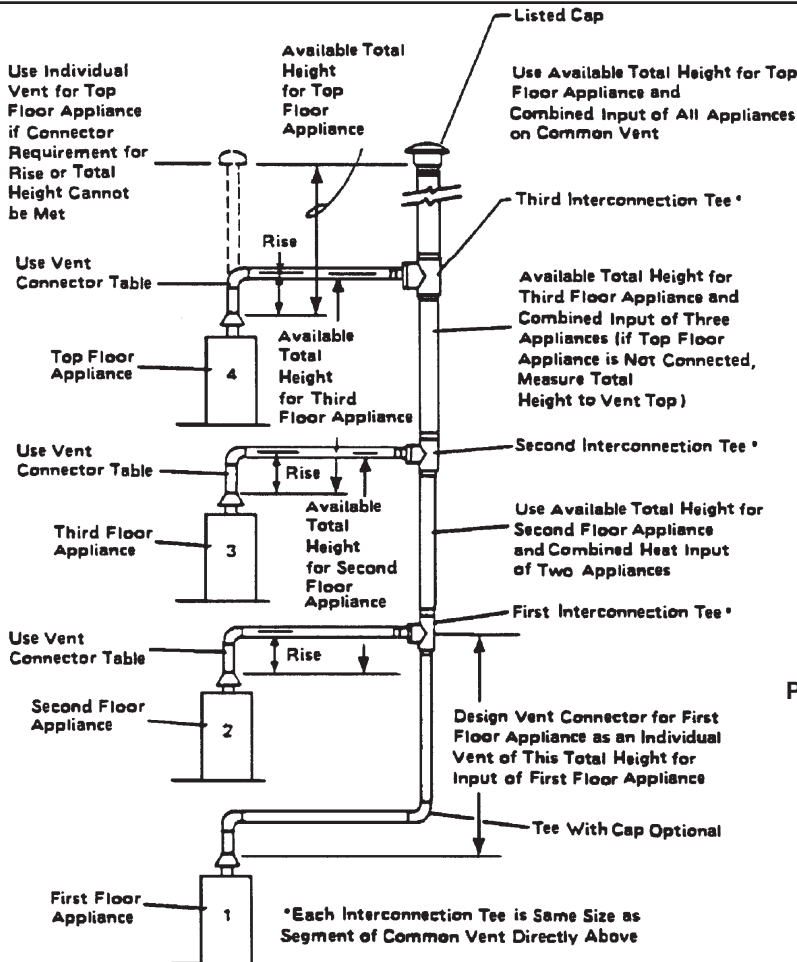 Listed Cap
Available Total
Height
for Top
Floor
Appliance
Use Individual
Vent for Top
Floor Appliance
if Connector
Requirement for
Rise or Total
Height Cannot
be Met
Use Available Total Height for Top
Floor Appliance and
Combined Input of All Appliances
on Common Vent
Third Interconnection Tee*
Rise
Use Vent
Connector Table
Available Total Height for
Third Floor Appliance and
Combined Input of Three
Appliances (if Top Floor
Appliance is Not Connected,
Measure Total
Height to Vent Top)
Top Floor
Appliance
4
Available
Total
Height
for Third
Floor Appliance
Use Vent
Connector Table
Second Interconnection Tee*
Rise
Third Floor
Appliance
3
Available
Total
Height
for Second
Floor
Appliance
Use Available Total Height for
Second Floor Appliance
and Combined Heat Input
of Two Appliances
First Interconnection Tee*
Use Vent
Connector Table
Rise
Second Floor
Appliance
2
P
Design Vent Connector for First
Floor Appliance as an Individual
Vent of This Total Height for
Input of First Floor Appliance
Tee With Cap Optional
First Floor
Appliance
1
*Each Interconnection Tee is Same Size as
Segment of Common Vent Directly Above